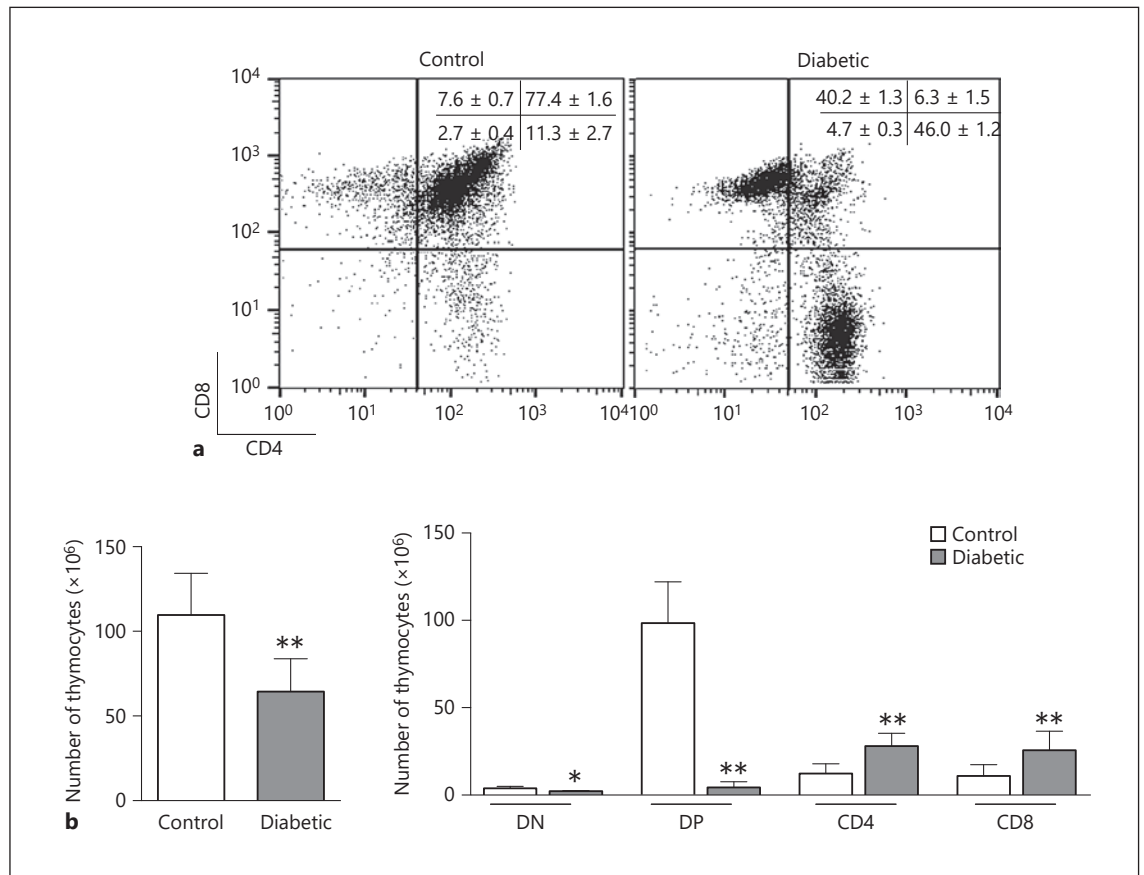 Control
Diabetic
10⁴
10³
10²
10¹
10⁰
7.6 ± 0.7 77.4 ± 1.6
2.7 ± 0.4 11.3 ± 2.7
40.2 ± 1.3 6.3 ± 1.5
4.7 ± 0.3 46.0 ± 1.2
10⁰ 10¹ 10² 10³ 10⁴
10⁰ 10¹ 10² 10³ 10⁴
CD8
CD4
a
Number of thymocytes (×10⁶)
150
100
50
0
**
Control Diabetic
b
Number of thymocytes (×10⁶)
150
100
50
0
Control
Diabetic
* ** ** **
DN DP CD4 CD8